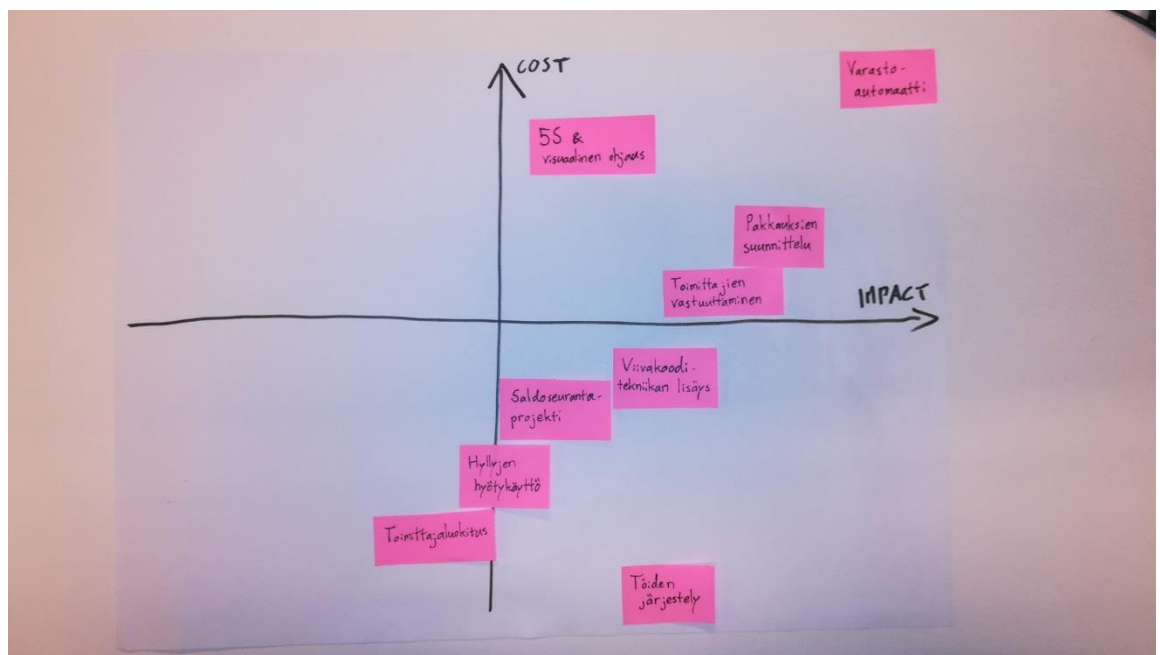 COST
Varasto-
automaatti
5S &
visuaalinen ohjaus
Pakkauksien
suunnittelu
Toimittajien
vastuuttaminen
IMPACT
Viivakoodi-
tekniikan lisäys
Saldoseuranta-
projekti
Hyllyjen
hyötykäyttö
Toimittajaluokitus
Töiden
järjestely